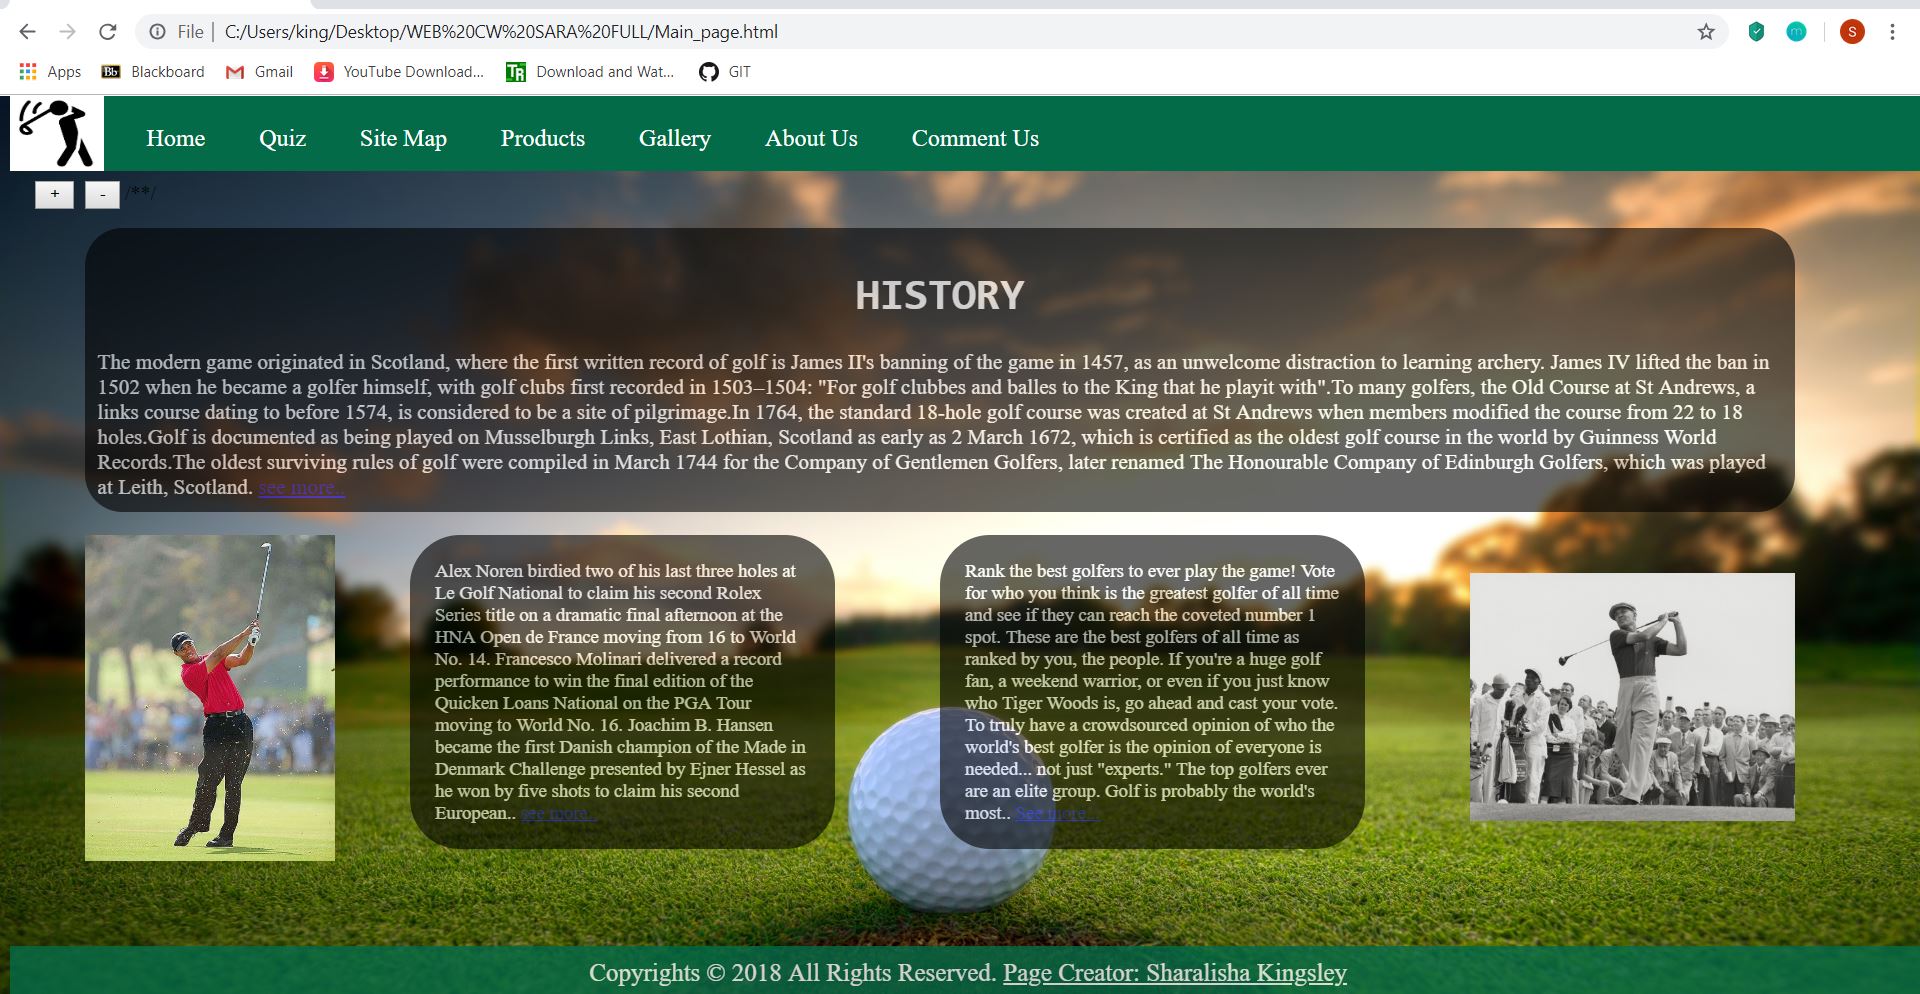 File | C:/Users/king/Desktop/WEB%20CW%20SARA%20FULL/Main_page.html
S
Apps Bb Blackboard Gmail YouTube Download... TR Download and Wat... GIT
Home Quiz Site Map Products Gallery About Us Comment Us
+ - /**/
HISTORY
The modern game originated in Scotland, where the first written record of golf is James II's banning of the game in 1457, as an unwelcome distraction to learning archery. James IV lifted the ban in
1502 when he became a golfer himself, with golf clubs first recorded in 1503–1504: "For golf clubbes and balles to the King that he playit with".To many golfers, the Old Course at St Andrews, a
links course dating to before 1574, is considered to be a site of pilgrimage.In 1764, the standard 18-hole golf course was created at St Andrews when members modified the course from 22 to 18
holes.Golf is documented as being played on Musselburgh Links, East Lothian, Scotland as early as 2 March 1672, which is certified as the oldest golf course in the world by Guinness World
Records.The oldest surviving rules of golf were compiled in March 1744 for the Company of Gentlemen Golfers, later renamed The Honourable Company of Edinburgh Golfers, which was played
at Leith, Scotland. see more..
Alex Noren birdied two of his last three holes at
Le Golf National to claim his second Rolex
Series title on a dramatic final afternoon at the
HNA Open de France moving from 16 to World
No. 14. Francesco Molinari delivered a record
performance to win the final edition of the
Quicken Loans National on the PGA Tour
moving to World No. 16. Joachim B. Hansen
became the first Danish champion of the Made in
Denmark Challenge presented by Ejner Hessel as
he won by five shots to claim his second
European.. see more..
Rank the best golfers to ever play the game! Vote
for who you think is the greatest golfer of all time
and see if they can reach the coveted number 1
spot. These are the best golfers of all time as
ranked by you, the people. If you're a huge golf
fan, a weekend warrior, or even if you just know
who Tiger Woods is, go ahead and cast your vote.
To truly have a crowdsourced opinion of who the
world's best golfer is the opinion of everyone is
needed... not just "experts." The top golfers ever
are an elite group. Golf is probably the world's
most.. See more...
Copyrights © 2018 All Rights Reserved. Page Creator: Sharalisha Kingsley